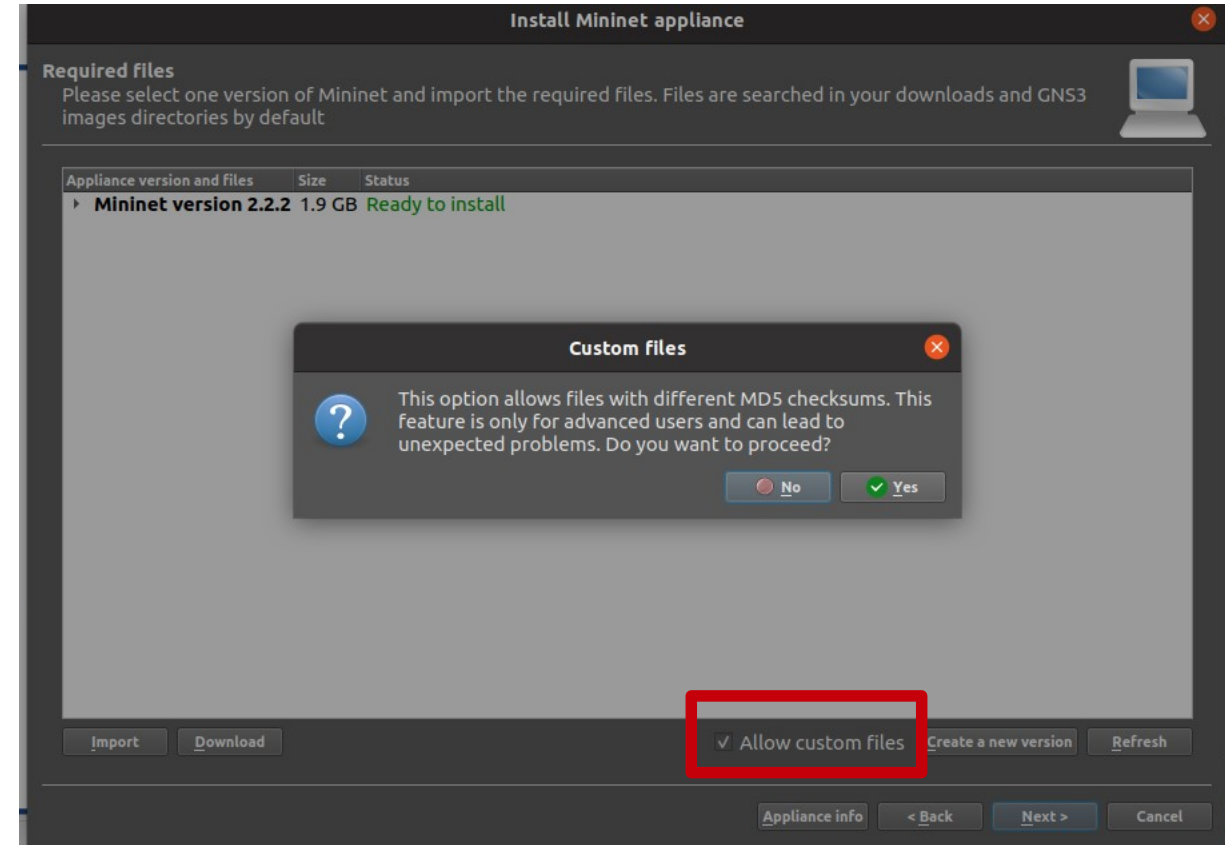 Install Mininet appliance
Required files
Please select one version of Mininet and import the required files. Files are searched in your downloads and GNS3
images directories by default
Appliance version and files Size Status
Mininet version 2.2.2 1.9 GB Ready to install
Custom files
This option allows files with different MD5 checksums. This
feature is only for advanced users and can lead to
unexpected problems. Do you want to proceed?
No Yes
Import Download Allow custom files Create a new version Refresh
Appliance info < Back Next > Cancel